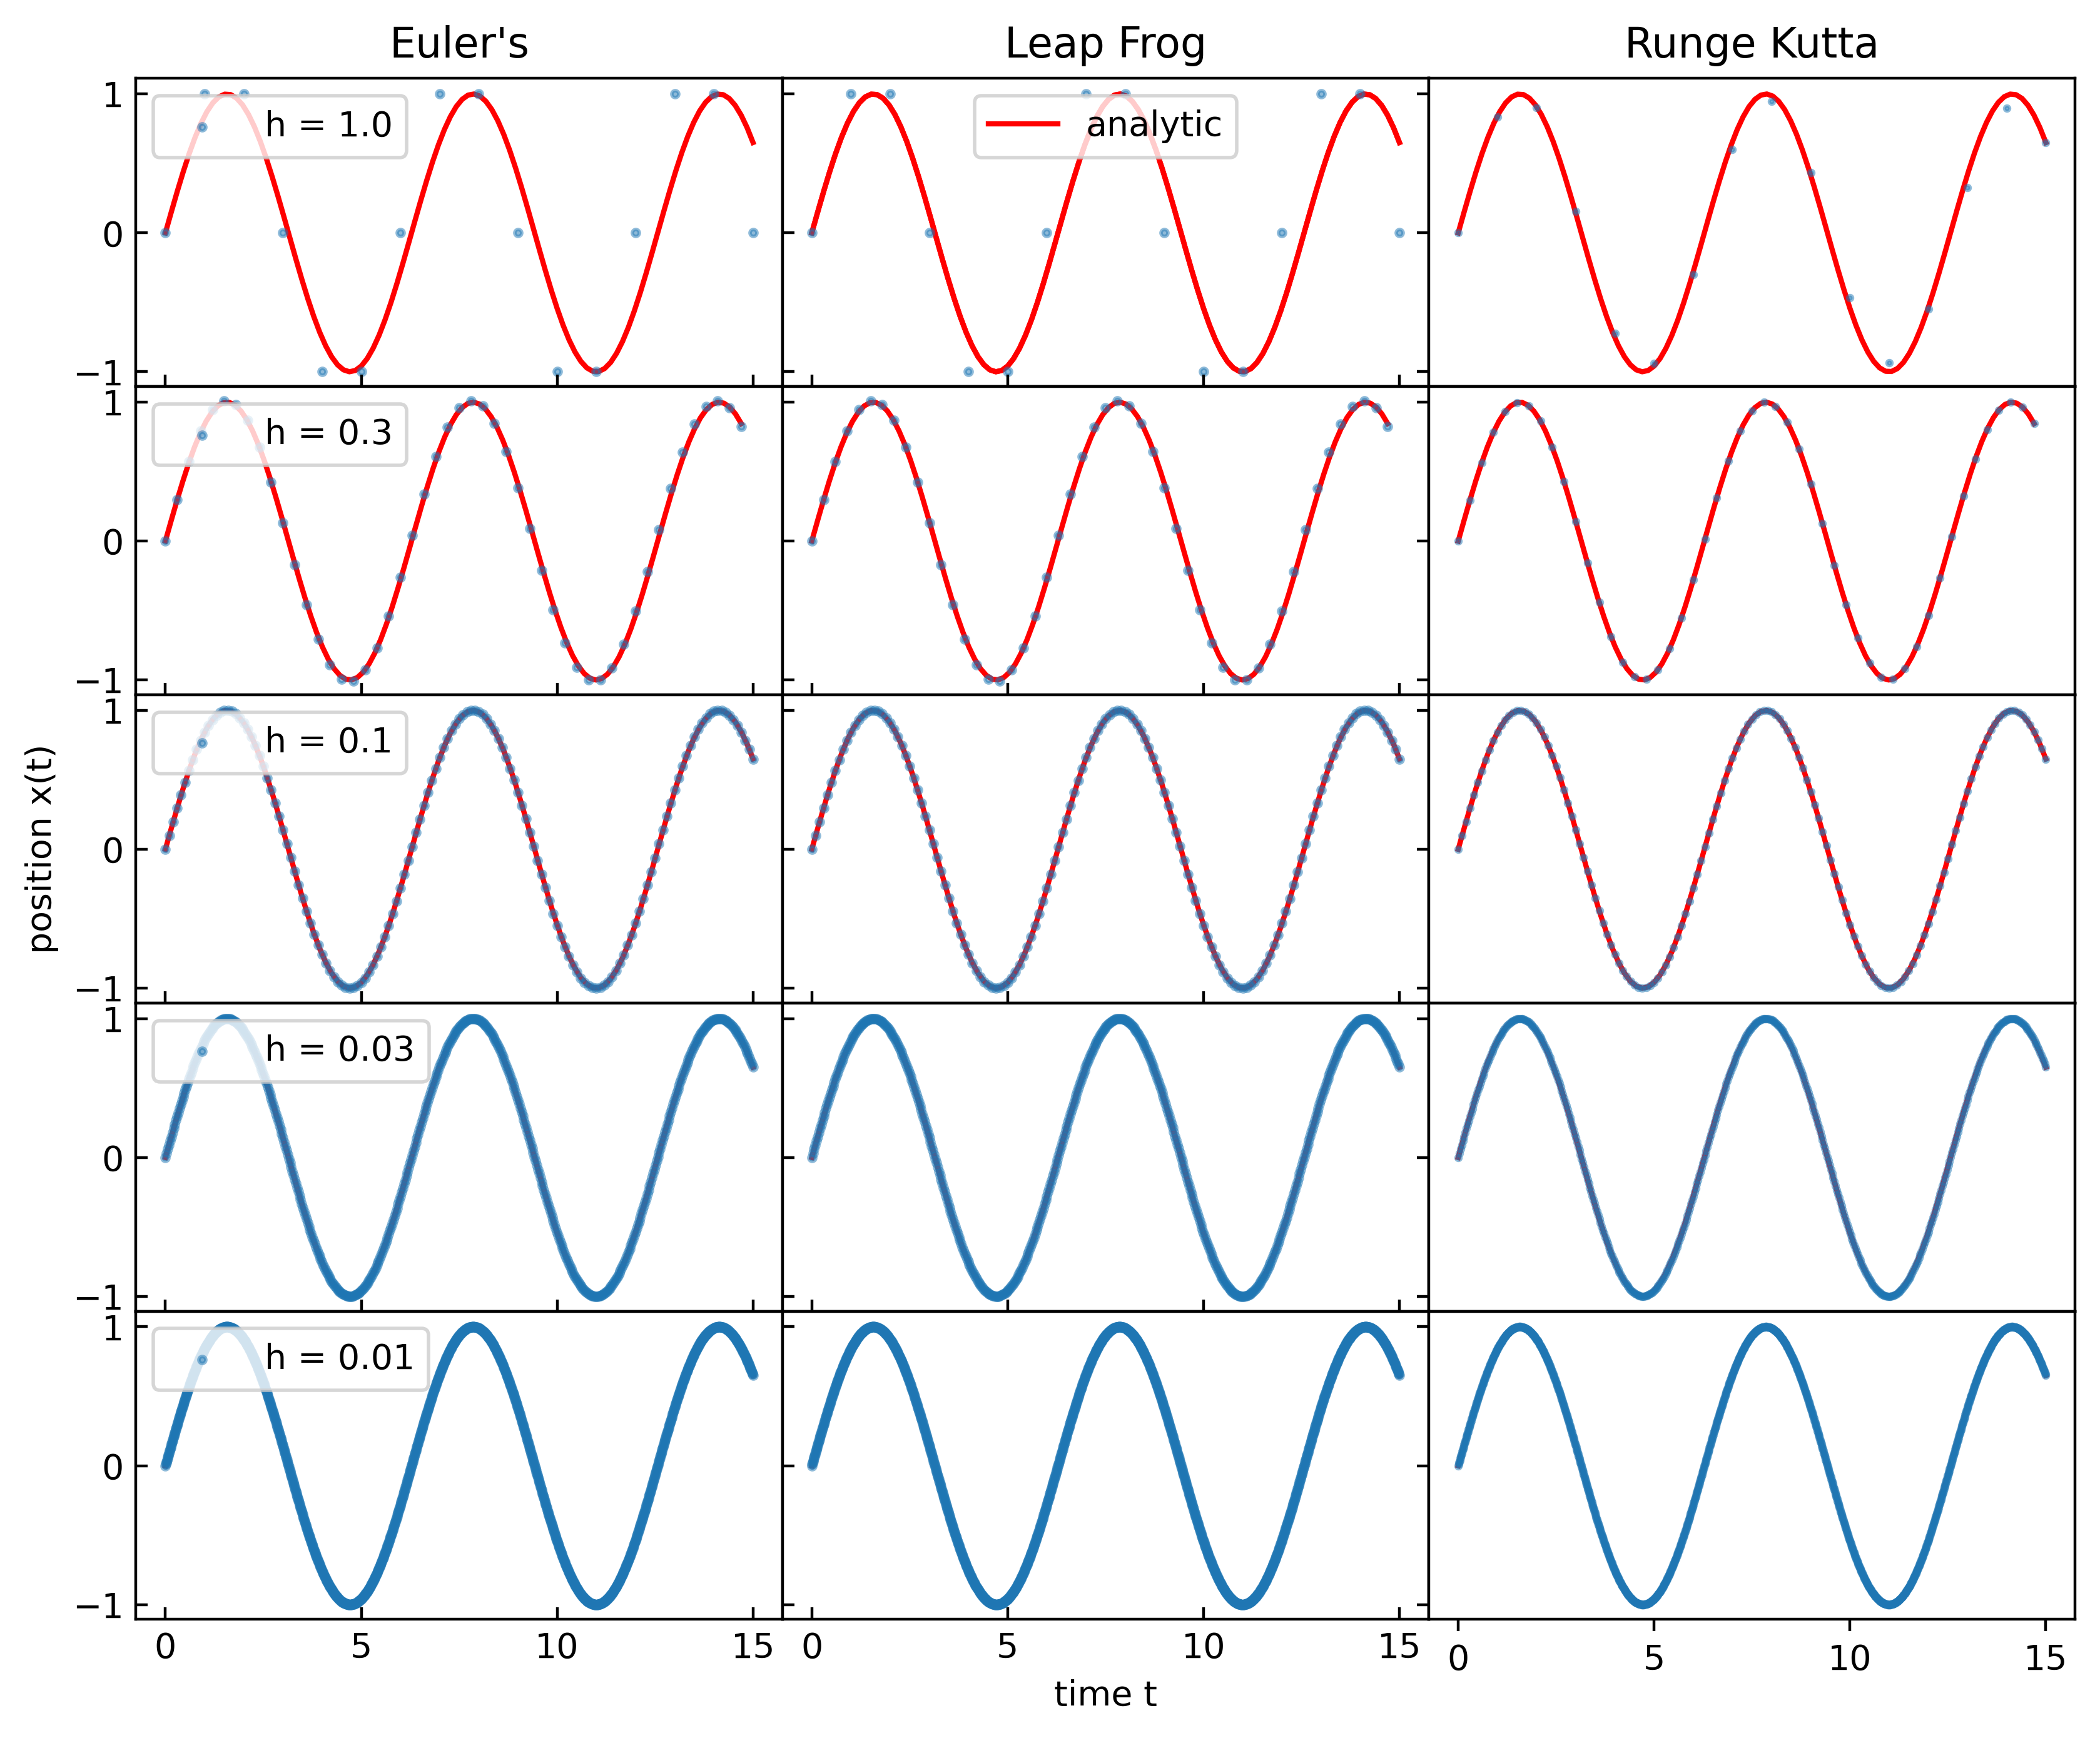 Euler's
Leap Frog
Runge Kutta
1
0
−1
h = 1.0
analytic
1
0
−1
h = 0.3
1
0
−1
h = 0.1
position x(t)
1
0
−1
h = 0.03
1
0
−1
h = 0.01
0 5 10 15
0 5 10 15
0 5 10 15
time t